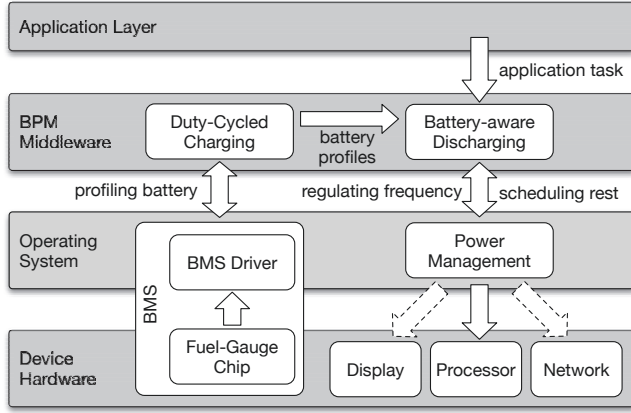 Application Layer
application task
BPM
Middleware
Duty-Cycled
Charging
battery
profiles
Battery-aware
Discharging
profiling battery
regulating frequency
scheduling rest
Operating
System
BMS
BMS Driver
Power
Management
Device
Hardware
Fuel-Gauge
Chip
Display
Processor
Network